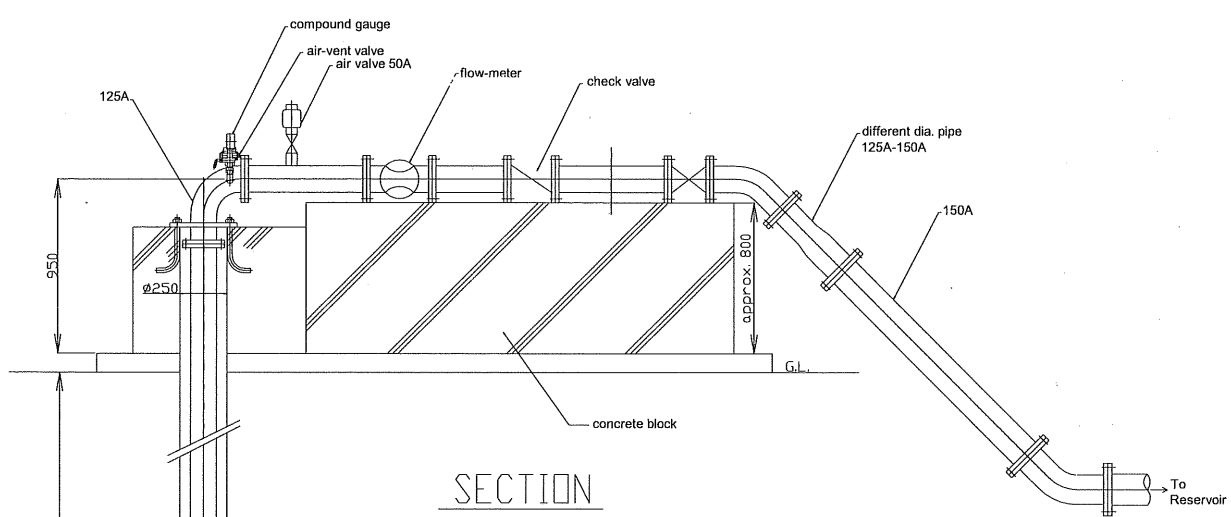 compound gauge
air-vent valve
air valve 50A
flow-meter
check valve
125A
different dia. pipe
125A-150A
150A
950
Ø250
approx. 800
G.L.
concrete block
SECTION
To
Reservoir